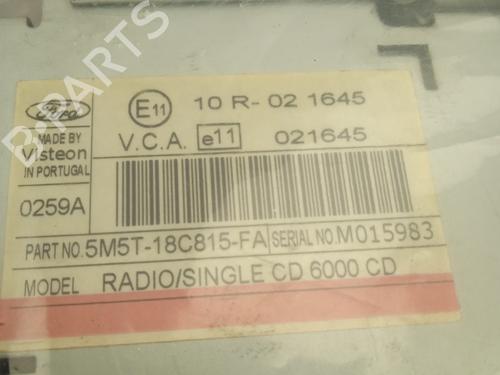 Ford
E11 10 R- 02 1645
MADE BY
Visteon
IN PORTUGAL
V.C.A. e11 021645
0259A
PART NO. 5M5T-18C815-FA SERIAL NO. M015983
MODEL RADIO/SINGLE CD 6000 CD
B-PARTS